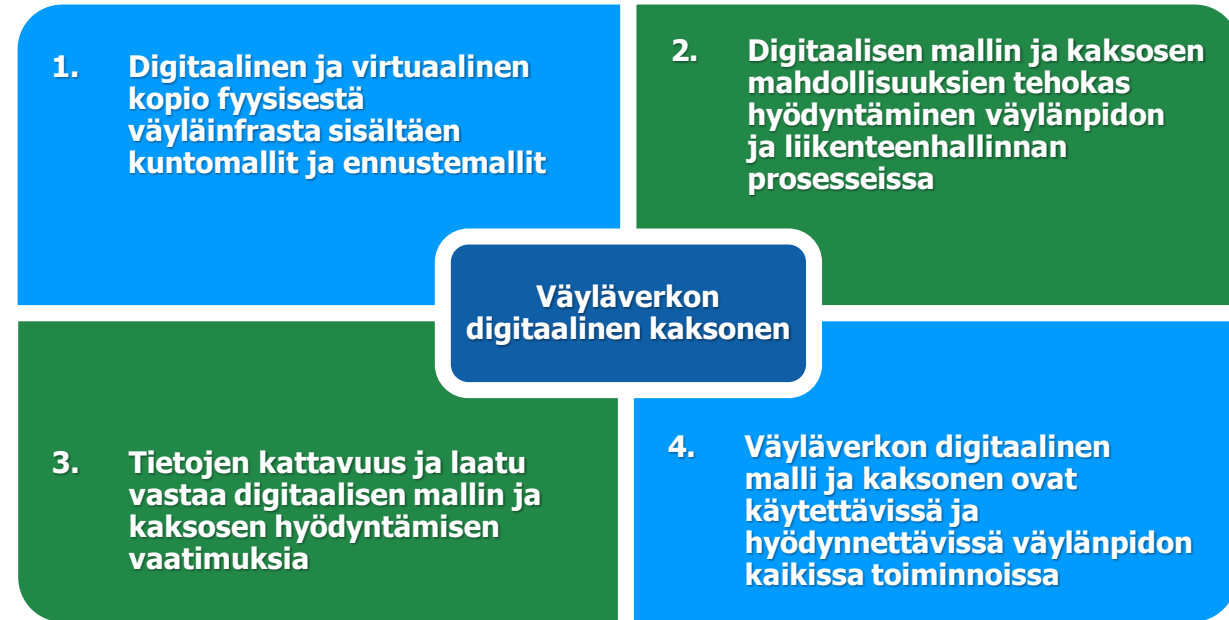 1. Digitaalinen ja virtuaalinen
kopio fyysisestä
väyläinfrasta sisältäen
kuntomallit ja ennustemallit
2. Digitaalisen mallin ja kaksosen
mahdollisuuksien tehokas
hyödyntäminen väylänpidon
ja liikenteenhallinnan
prosesseissa
Väyläverkon
digitaalinen kaksonen
3. Tietojen kattavuus ja laatu
vastaa digitaalisen mallin ja
kaksosen hyödyntämisen
vaatimuksia
4. Väyläverkon digitaalinen
malli ja kaksonen ovat
käytettävissä ja
hyödynnettävissä väylänpidon
kaikissa toiminnoissa